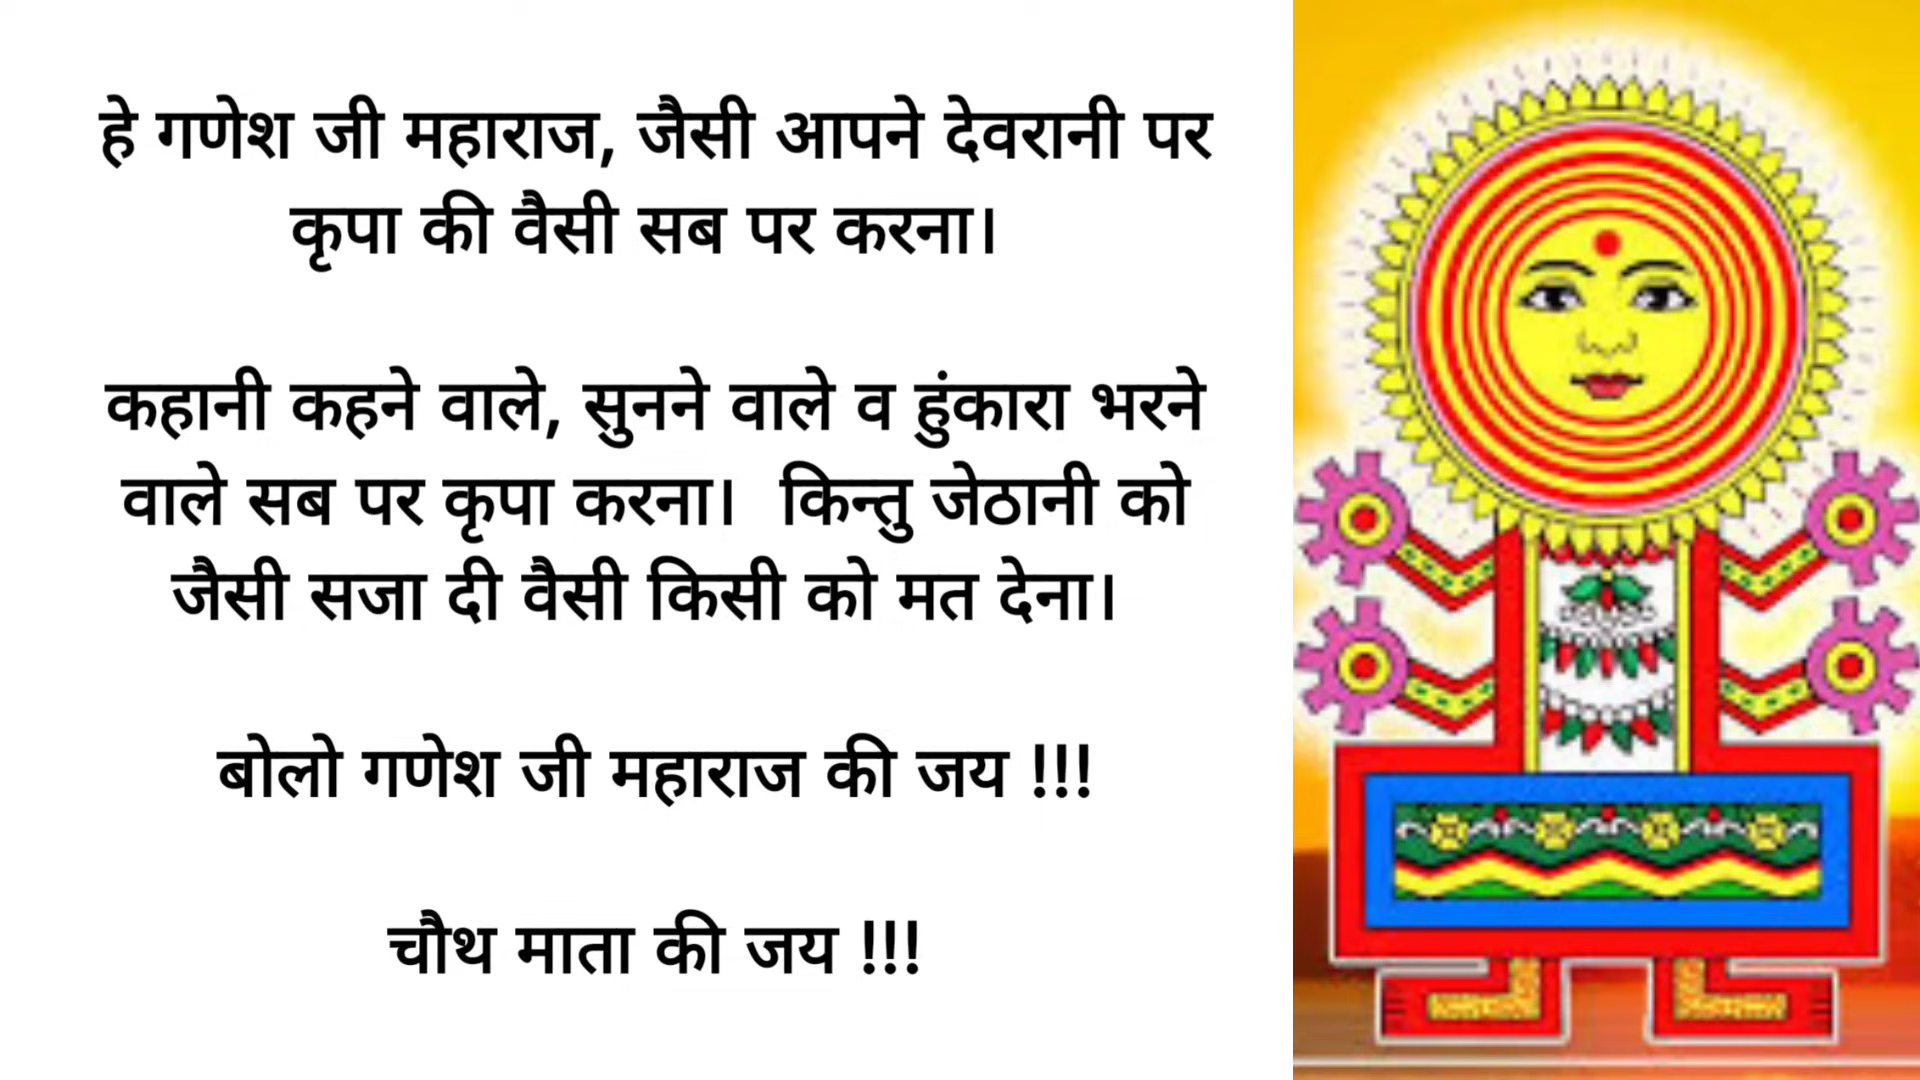 हे गणेश जी महाराज, जैसी आपने देवरानी पर
कृपा की वैसी सब पर करना।
कहानी कहने वाले, सुनने वाले व हुंकारा भरने
वाले सब पर कृपा करना।  किन्तु जेठानी को
जैसी सजा दी वैसी किसी को मत देना।
बोलो गणेश जी महाराज की जय !!!
चौथ माता की जय !!!